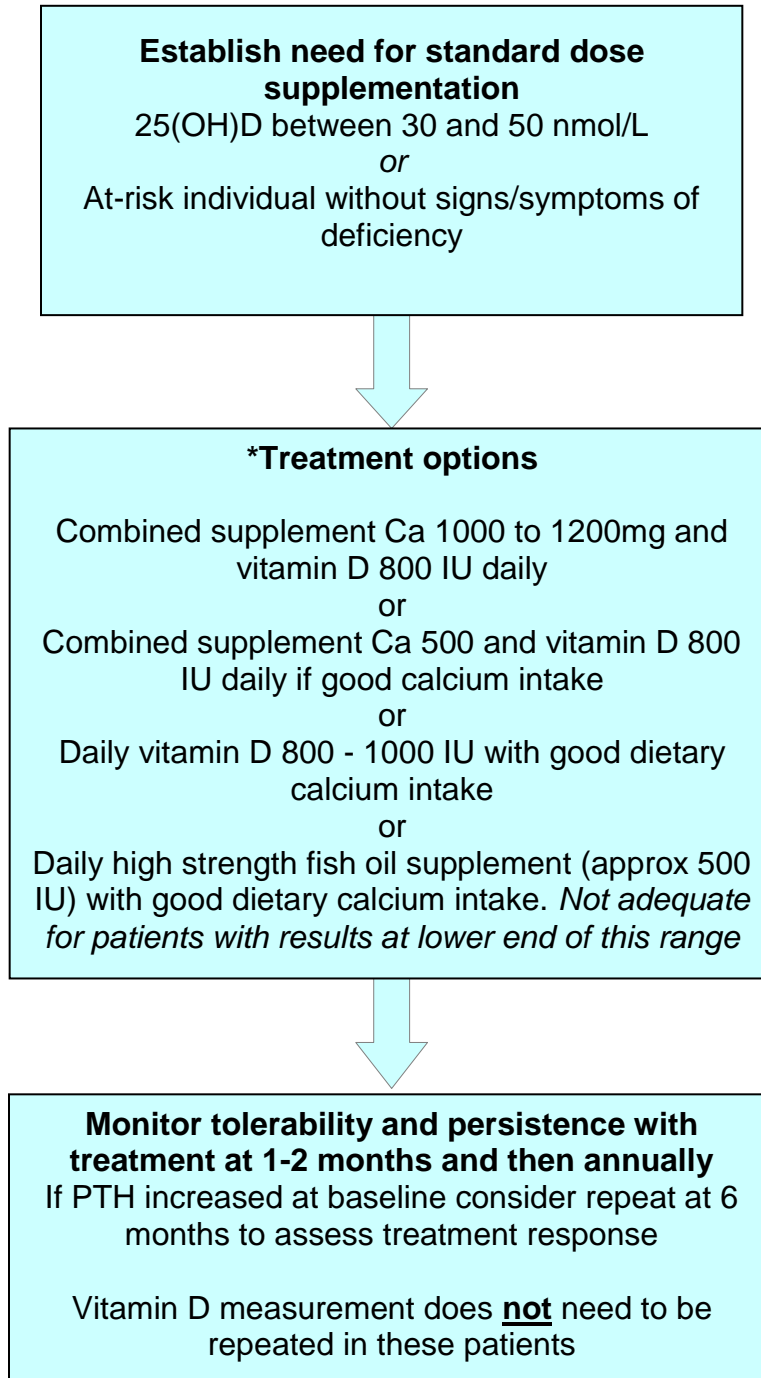 Establish need for standard dose
supplementation
25(OH)D between 30 and 50 nmol/L
or
At-risk individual without signs/symptoms of
deficiency
*Treatment options
Combined supplement Ca 1000 to 1200mg and
vitamin D 800 IU daily
or
Combined supplement Ca 500 and vitamin D 800
IU daily if good calcium intake
or
Daily vitamin D 800 - 1000 IU with good dietary
calcium intake
or
Daily high strength fish oil supplement (approx 500
IU) with good dietary calcium intake. Not adequate
for patients with results at lower end of this range
Monitor tolerability and persistence with
treatment at 1-2 months and then annually
If PTH increased at baseline consider repeat at 6
months to assess treatment response
Vitamin D measurement does not need to be
repeated in these patients